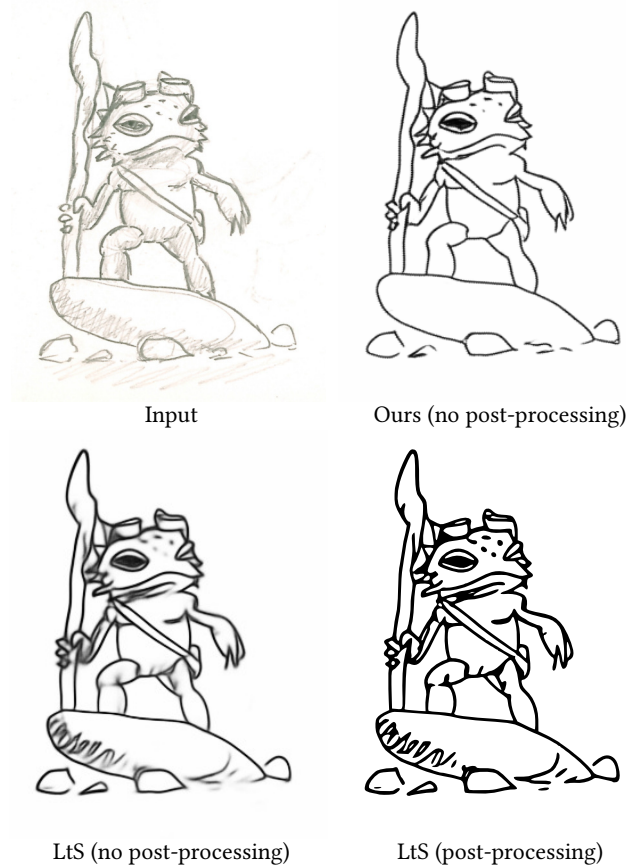 Input
Ours (no post-processing)
LtS (no post-processing)
LtS (post-processing)